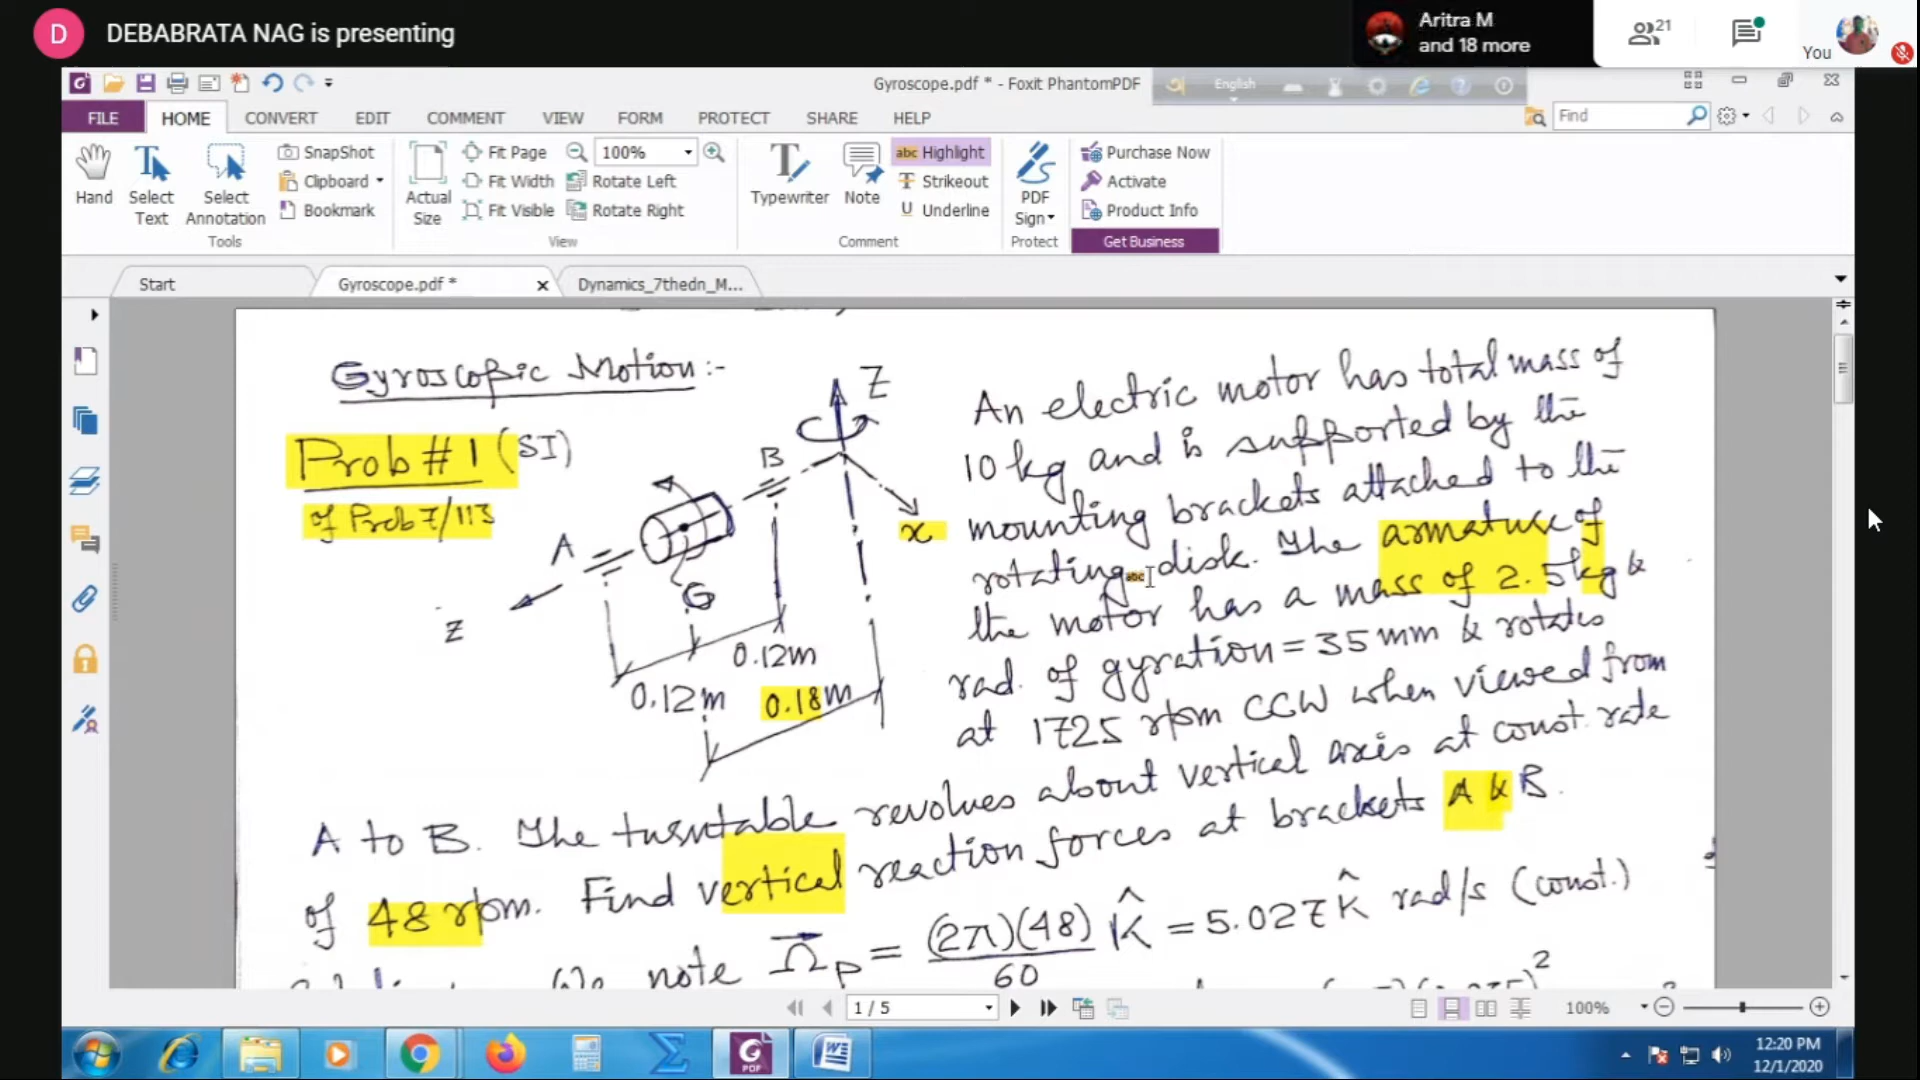 D
DEBABRATA NAG is presenting
Aritra M
and 18 more
21
You
Gyroscope.pdf * - Foxit PhantomPDF
English
FILE
HOME
CONVERT
EDIT
COMMENT
VIEW
FORM
PROTECT
SHARE
HELP
Find
Hand
Select
Text
Select
Annotation
SnapShot
Clipboard
Bookmark
Tools
Actual
Size
Fit Page
Fit Width
Fit Visible
100%
Rotate Left
Rotate Right
View
Typewriter
Note
abc Highlight
Strikeout
Underline
Comment
PDF
Sign
Protect
Purchase Now
Activate
Product Info
Get Business
Start
Gyroscope.pdf *
Dynamics_7thedn_M...
Gyroscopic Motion :-
Prob # 1 (SI)
of Prob 7/113
Z
B
x
A
G
z
0.12m
0.12m
0.18m
An electric motor has total mass of
10 kg and is supported by the
mounting brackets attached to the
rotating disk. The armature of
the motor has a mass of 2.5kg &
rad. of gyration = 35 mm & rotates
at 1725 rpm CCW when viewed from
A to B. The turntable revolves about vertical axis at const. rate
of 48 rpm. Find vertical reaction forces at brackets A & B.
We note Ω_p = (2π)(48)/60 K̂ = 5.027 K̂ rad/s (const.)
1 / 5
100%
PDF
12:20 PM
12/1/2020